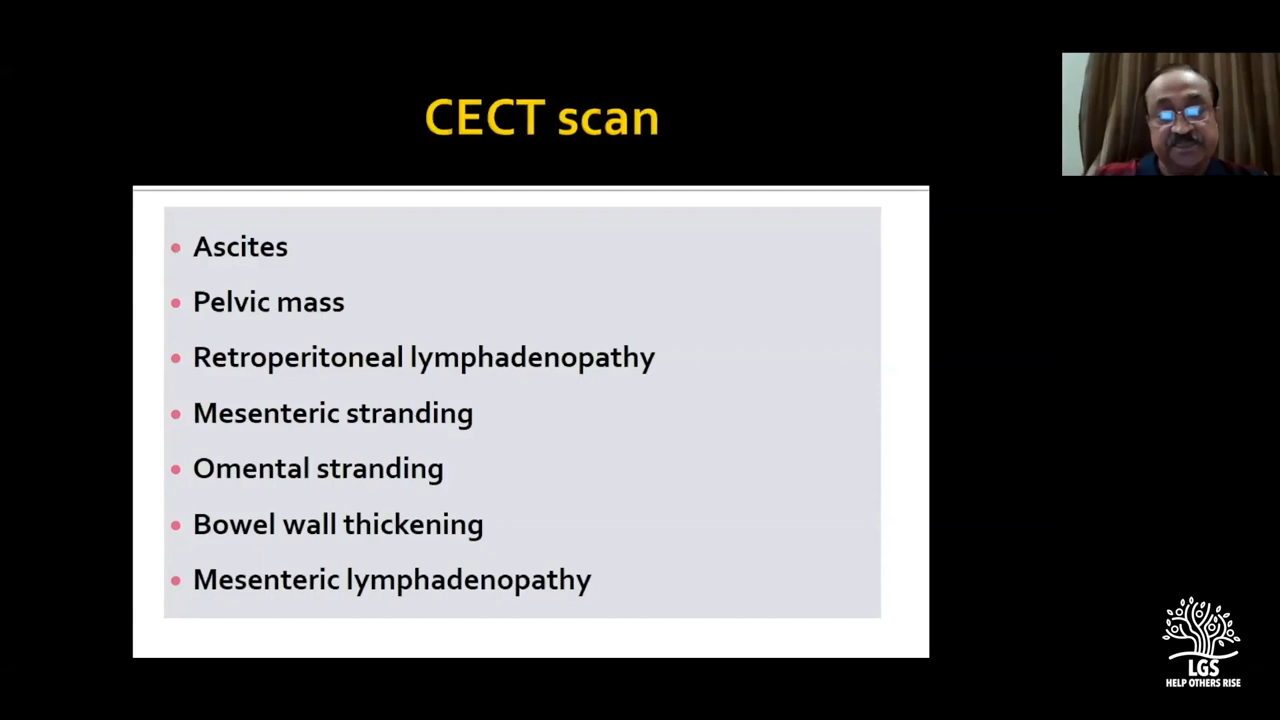 CECT scan
Ascites
Pelvic mass
Retroperitoneal lymphadenopathy
Mesenteric stranding
Omental stranding
Bowel wall thickening
Mesenteric lymphadenopathy
LGS
HELP OTHERS RISE